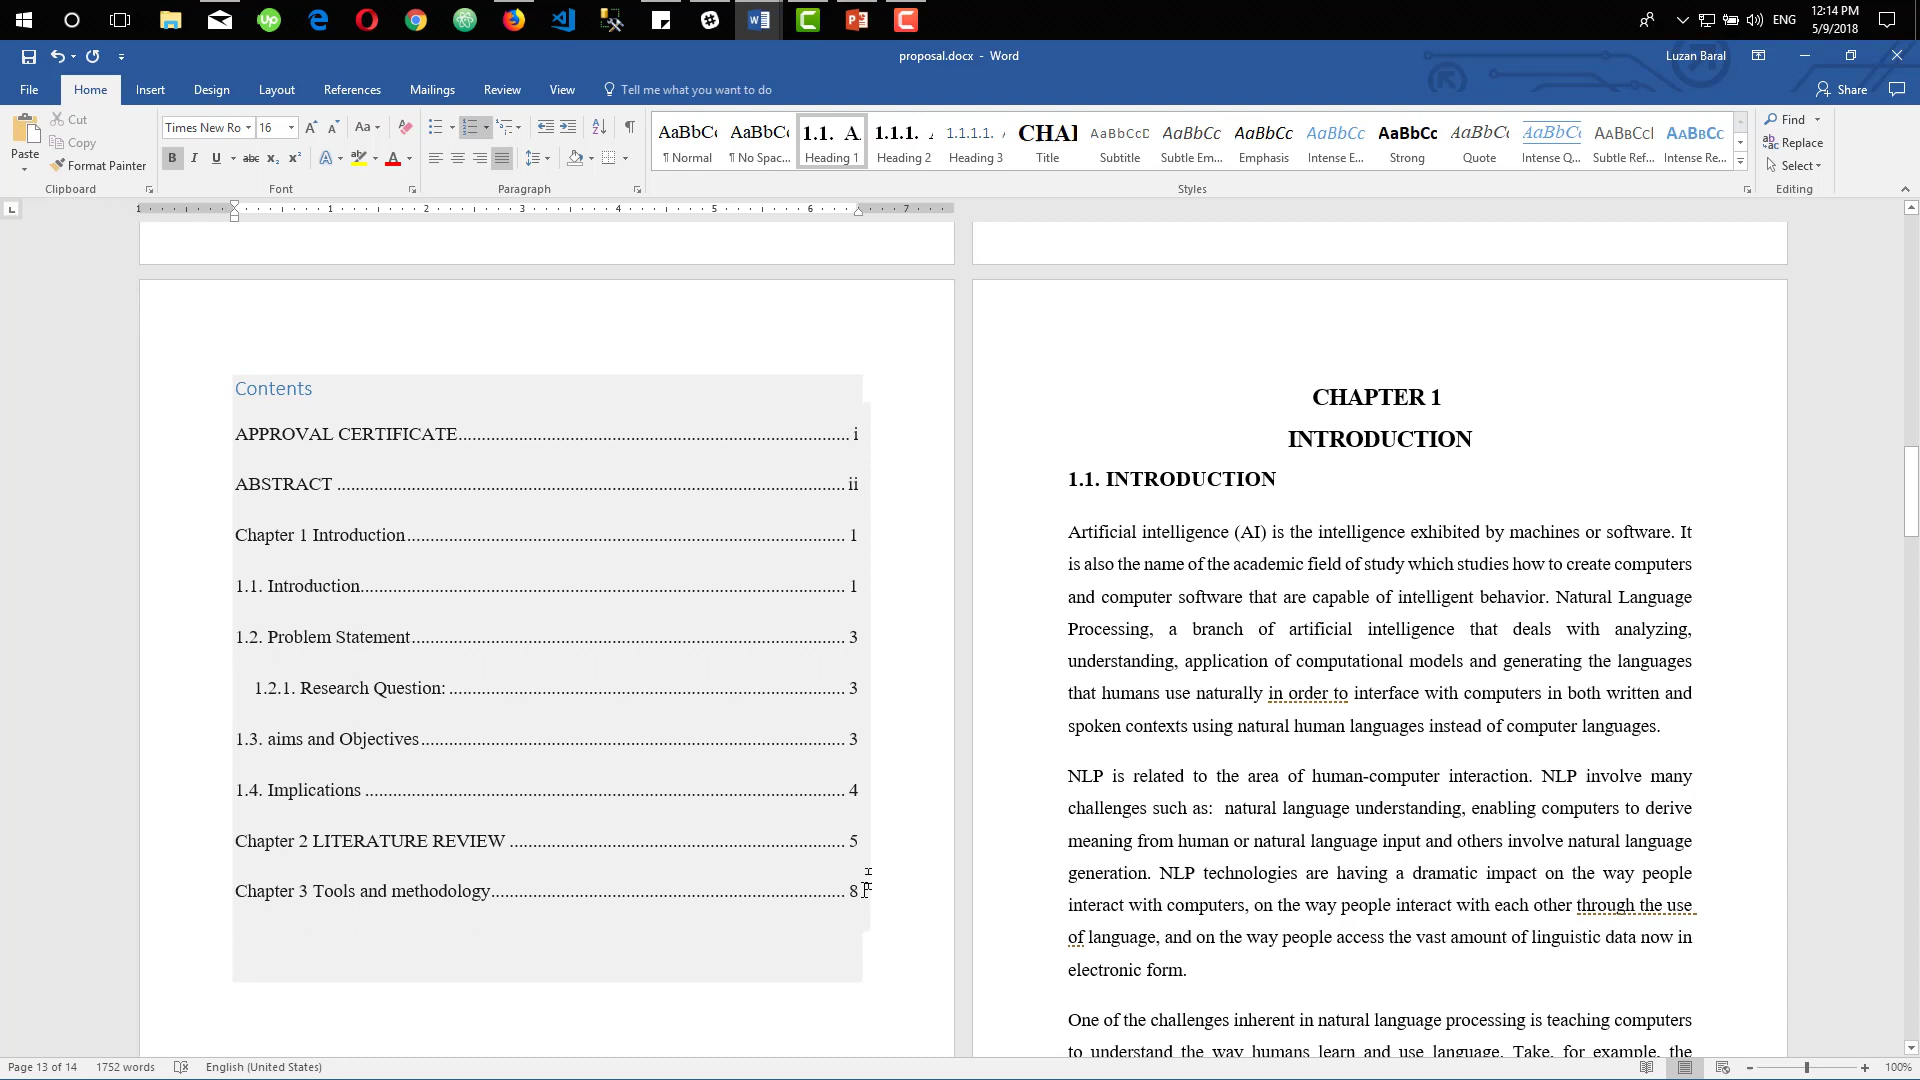 12:14 PM
ENG
5/9/2018
proposal.docx - Word
Luzan Baral
File Home Insert Design Layout References Mailings Review View Tell me what you want to do
Share
Paste
Cut
Copy
Format Painter
Clipboard
Times New Ro 16
Font
Paragraph
AaBbCc AaBbCc 1.1. A. 1.1.1. 1.1.1.1. CHAI AaBbCcD AaBbCc AaBbCc AaBbCc AaBbCc AaBbCc AaBbCc AaBbCcI AaBbCc
¶ Normal ¶ No Spac... Heading 1 Heading 2 Heading 3 Title Subtitle Subtle Em... Emphasis Intense E... Strong Quote Intense Q... Subtle Ref... Intense Re...
Styles
Find
Replace
Select
Editing
1 1 2 3 4 5 6 7
Contents
APPROVAL CERTIFICATE.......... i
ABSTRACT .......... ii
Chapter 1 Introduction.......... 1
1.1. Introduction.......... 1
1.2. Problem Statement.......... 3
1.2.1. Research Question: .......... 3
1.3. aims and Objectives.......... 3
1.4. Implications .......... 4
Chapter 2 LITERATURE REVIEW .......... 5
Chapter 3 Tools and methodology.......... 8
CHAPTER 1
INTRODUCTION
1.1. INTRODUCTION
Artificial intelligence (AI) is the intelligence exhibited by machines or software. It
is also the name of the academic field of study which studies how to create computers
and computer software that are capable of intelligent behavior. Natural Language
Processing, a branch of artificial intelligence that deals with analyzing,
understanding, application of computational models and generating the languages
that humans use naturally in order to interface with computers in both written and
spoken contexts using natural human languages instead of computer languages.
NLP is related to the area of human-computer interaction. NLP involve many
challenges such as: natural language understanding, enabling computers to derive
meaning from human or natural language input and others involve natural language
generation. NLP technologies are having a dramatic impact on the way people
interact with computers, on the way people interact with each other through the use
of language, and on the way people access the vast amount of linguistic data now in
electronic form.
One of the challenges inherent in natural language processing is teaching computers
to understand the way humans learn and use language. Take, for example, the
Page 13 of 14 1752 words English (United States)
100%